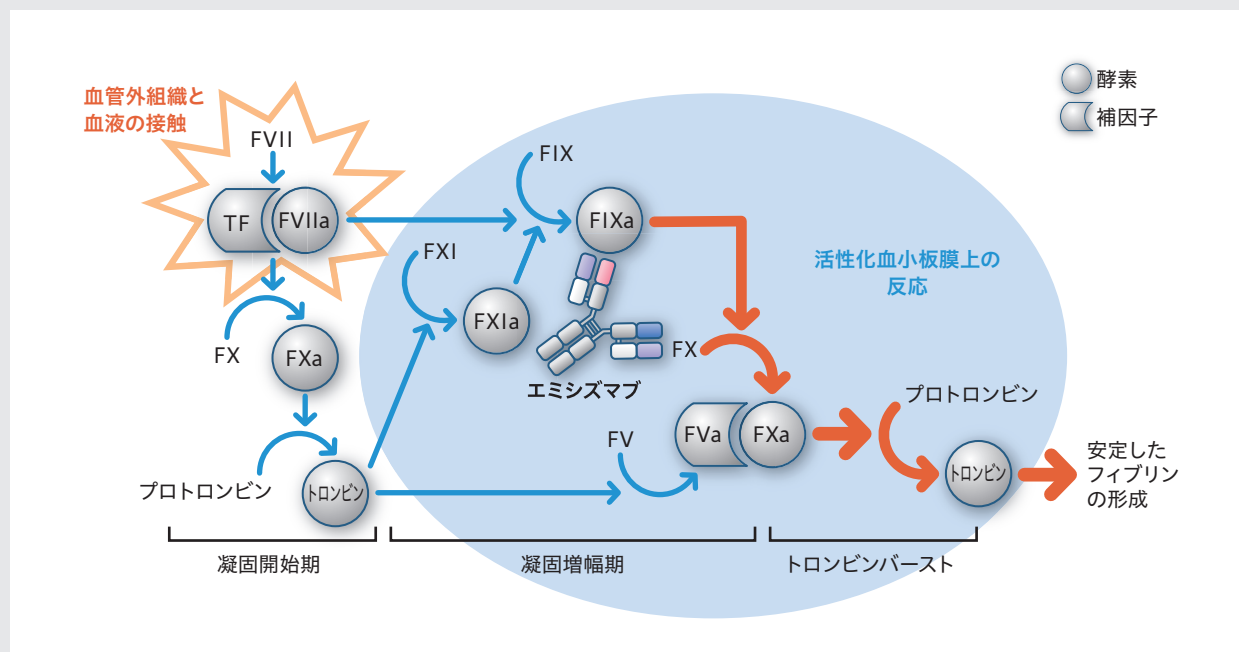 血管外組織と
血液の接触
FVII
TF
FVIIa
FX
FXa
プロトロンビン
トロンビン
凝固開始期
FIX
FIXa
FXI
FXIa
エミシズマブ
活性化血小板膜上の
反応
FX
FV
FVa
FXa
凝固増幅期
プロトロンビン
トロンビン
トロンビンバースト
安定した
フィブリン
の形成
酵素
補因子